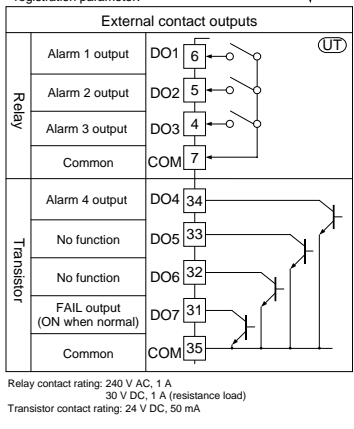 registration parameter.
External contact outputs
UT
Relay
Alarm 1 output DO1 6
Alarm 2 output DO2 5
Alarm 3 output DO3 4
Common COM 7
Transistor
Alarm 4 output DO4 34
No function DO5 33
No function DO6 32
FAIL output
(ON when normal) DO7 31
Common COM 35
Relay contact rating: 240 V AC, 1 A
30 V DC, 1 A (resistance load)
Transistor contact rating: 24 V DC, 50 mA